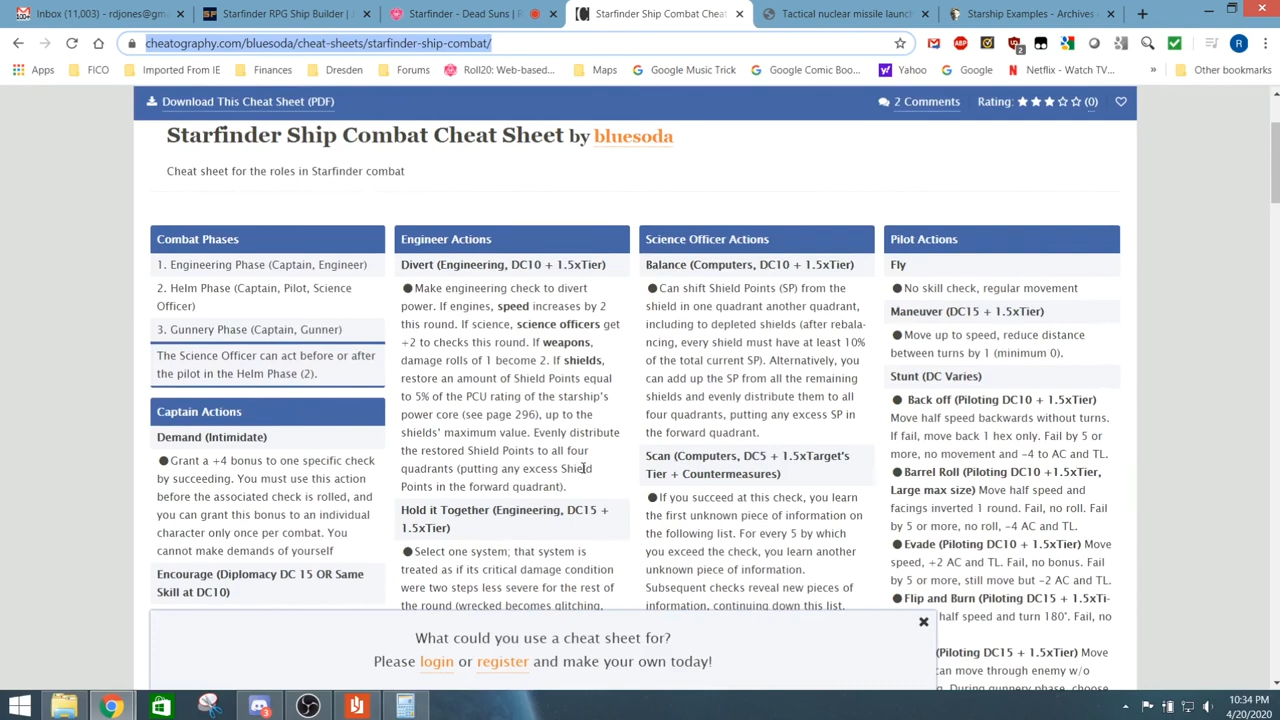 Inbox (11,003) - rdjones@gm
Starfinder RPG Ship Builder | J
Starfinder - Dead Suns | R
Starfinder Ship Combat Cheat
Tactical nuclear missile launch
Starship Examples - Archives
cheatography.com/bluesoda/cheat-sheets/starfinder-ship-combat/
Apps FICO Imported From IE Finances Dresden Forums Roll20: Web-based... Maps Google Music Trick Google Comic Boo... Yahoo Google Netflix - Watch TV... » Other bookmarks
Download This Cheat Sheet (PDF)
2 Comments Rating: (0)
Starfinder Ship Combat Cheat Sheet by bluesoda
Cheat sheet for the roles in Starfinder combat
Combat Phases
1. Engineering Phase (Captain, Engineer)
2. Helm Phase (Captain, Pilot, Science
Officer)
3. Gunnery Phase (Captain, Gunner)
The Science Officer can act before or after
the pilot in the Helm Phase (2).
Captain Actions
Demand (Intimidate)
●Grant a +4 bonus to one specific check
by succeeding. You must use this action
before the associated check is rolled, and
you can grant this bonus to an individual
character only once per combat. You
cannot make demands of yourself
Encourage (Diplomacy DC 15 OR Same
Skill at DC10)
Engineer Actions
Divert (Engineering, DC10 + 1.5xTier)
●Make engineering check to divert
power. If engines, speed increases by 2
this round. If science, science officers get
+2 to checks this round. If weapons,
damage rolls of 1 become 2. If shields,
restore an amount of Shield Points equal
to 5% of the PCU rating of the starship's
power core (see page 296), up to the
shields' maximum value. Evenly distribute
the restored Shield Points to all four
quadrants (putting any excess Shield
Points in the forward quadrant).
Hold it Together (Engineering, DC15 +
1.5xTier)
●Select one system; that system is
treated as if its critical damage condition
were two steps less severe for the rest of
the round (wrecked becomes glitching,
Science Officer Actions
Balance (Computers, DC10 + 1.5xTier)
●Can shift Shield Points (SP) from the
shield in one quadrant another quadrant,
including to depleted shields (after rebala-
ncing, every shield must have at least 10%
of the total current SP). Alternatively, you
can add up the SP from all the remaining
shields and evenly distribute them to all
four quadrants, putting any excess SP in
the forward quadrant.
Scan (Computers, DC5 + 1.5xTarget's
Tier + Countermeasures)
●If you succeed at this check, you learn
the first unknown piece of information on
the following list. For every 5 by which
you exceed the check, you learn another
unknown piece of information.
Subsequent checks reveal new pieces of
information, continuing down this list.
Pilot Actions
Fly
●No skill check, regular movement
Maneuver (DC15 + 1.5xTier)
●Move up to speed, reduce distance
between turns by 1 (minimum 0).
Stunt (DC Varies)
● Back off (Piloting DC10 + 1.5xTier)
Move half speed backwards without turns.
If fail, move back 1 hex only. Fail by 5 or
more, no movement and -4 to AC and TL.
●Barrel Roll (Piloting DC10 +1.5xTier,
Large max size) Move half speed and
facings inverted 1 round. Fail, no roll. Fail
by 5 or more, no roll, -4 AC and TL.
●Evade (Piloting DC10 + 1.5xTier) Move
speed, +2 AC and TL. Fail, no bonus. Fail
by 5 or more, still move but -2 AC and TL.
●Flip and Burn (Piloting DC15 + 1.5xTi-
half speed and turn 180°. Fail, no
(Piloting DC15 + 1.5xTier) Move
can move through enemy w/o
During gunnery phase, choose
What could you use a cheat sheet for?
Please login or register and make your own today!
10:34 PM
4/20/2020